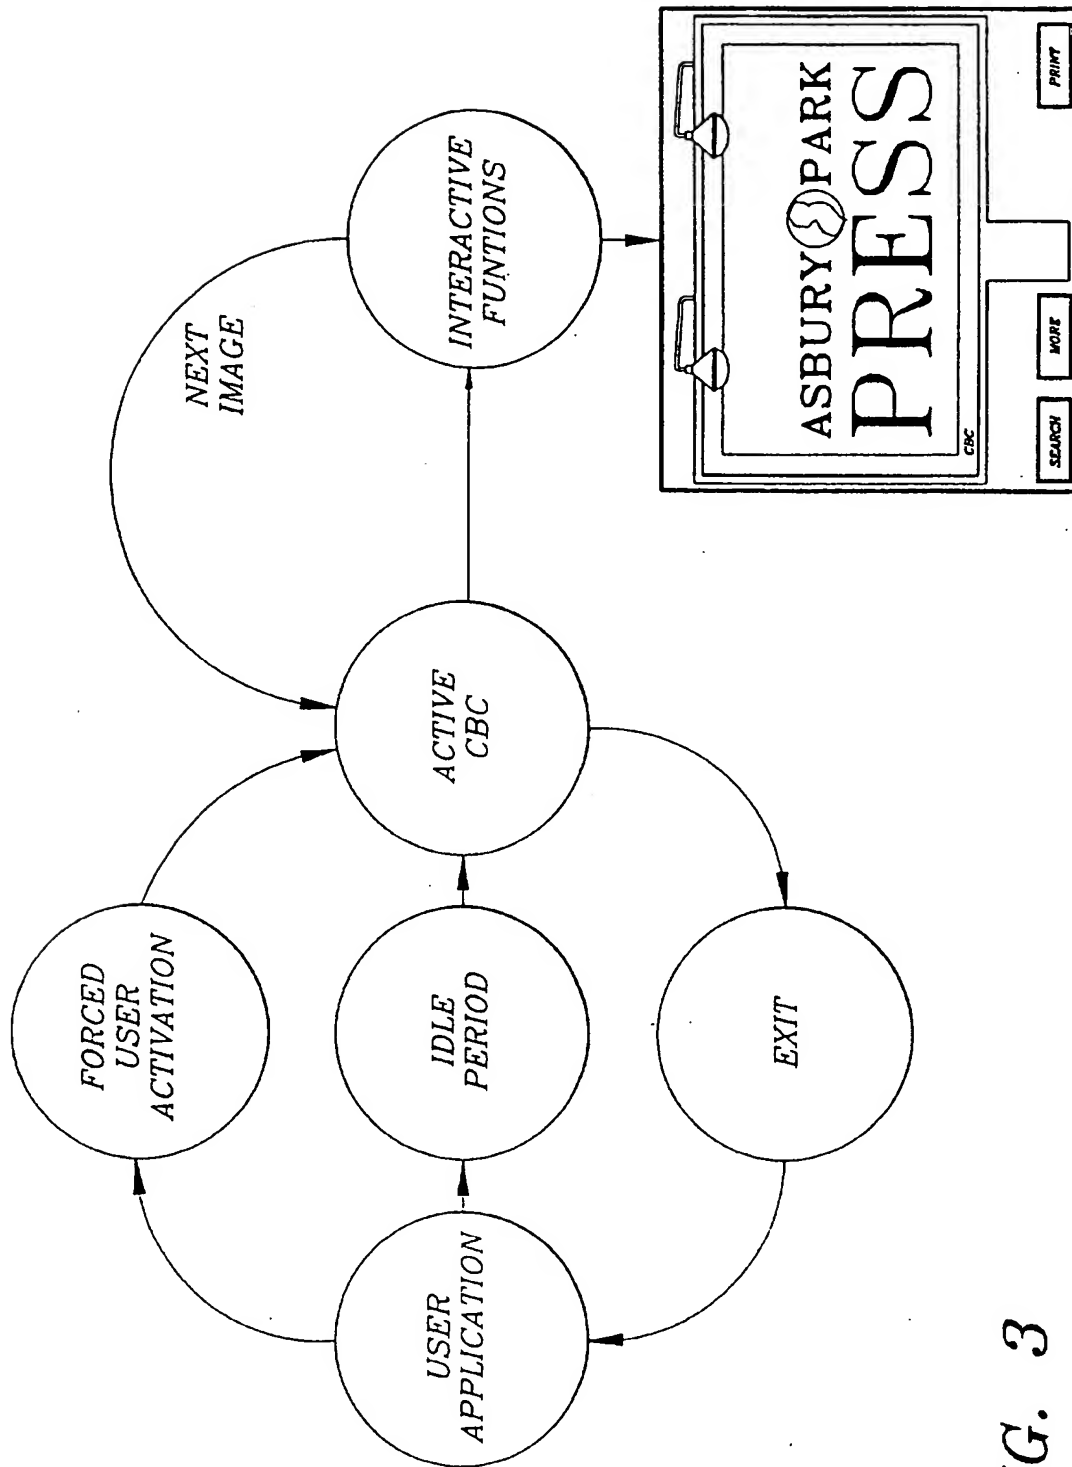 FORCED
USER
ACTIVATION
USER
APPLICATION
IDLE
PERIOD
ACTIVE
CBC
EXIT
NEXT
IMAGE
INTERACTIVE
FUNTIONS
ASBURY PARK
PRESS
CBC
SEARCH
MORE
PRINT
G. 3